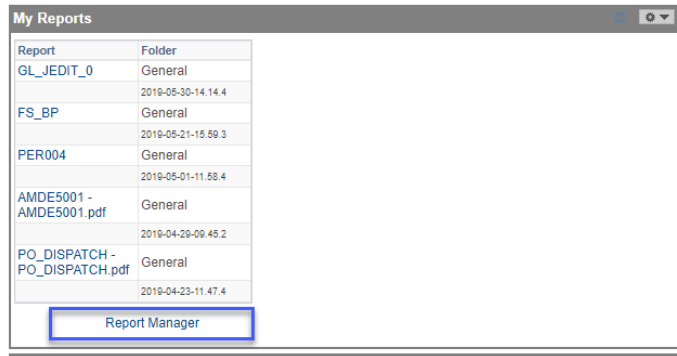 My Reports
Report Folder
GL_JEDIT_0 General
2019-05-30-14.14.4
FS_BP General
2019-05-21-15.59.3
PER004 General
2019-05-01-11.58.4
AMDE5001 -
AMDE5001.pdf General
2019-04-29-09.45.2
PO_DISPATCH -
PO_DISPATCH.pdf General
2019-04-23-11.47.4
Report Manager